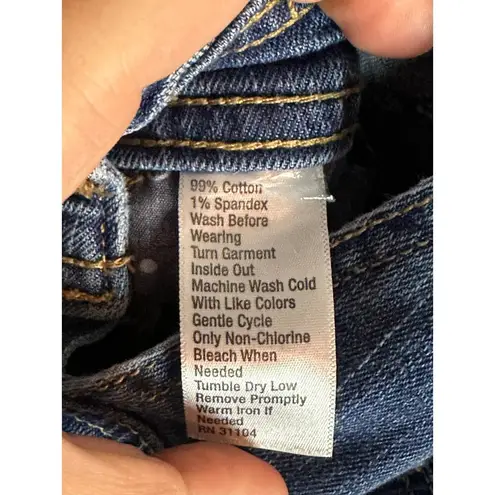 99% Cotton
1% Spandex
Wash Before
Wearing
Turn Garment
Inside Out
Machine Wash Cold
With Like Colors
Gentle Cycle
Only Non-Chlorine
Bleach When
Needed
Tumble Dry Low
Remove Promptly
Warm Iron If
Needed
RN 31104